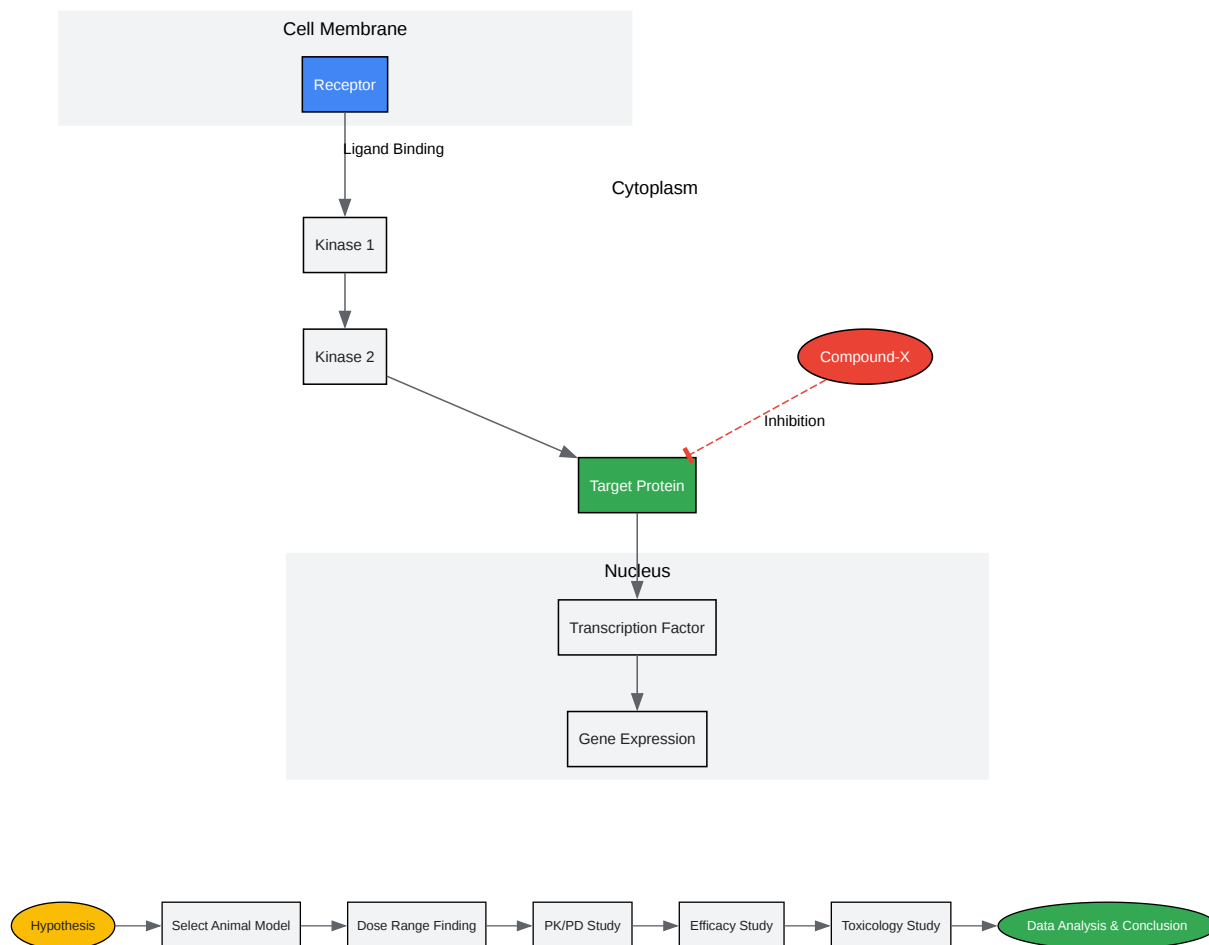 Cell Membrane
Receptor
Ligand Binding
Cytoplasm
Kinase 1
Kinase 2
Compound-X
Inhibition
Target Protein
Nucleus
Transcription Factor
Gene Expression
Hypothesis
Select Animal Model
Dose Range Finding
PK/PD Study
Efficacy Study
Toxicology Study
Data Analysis & Conclusion